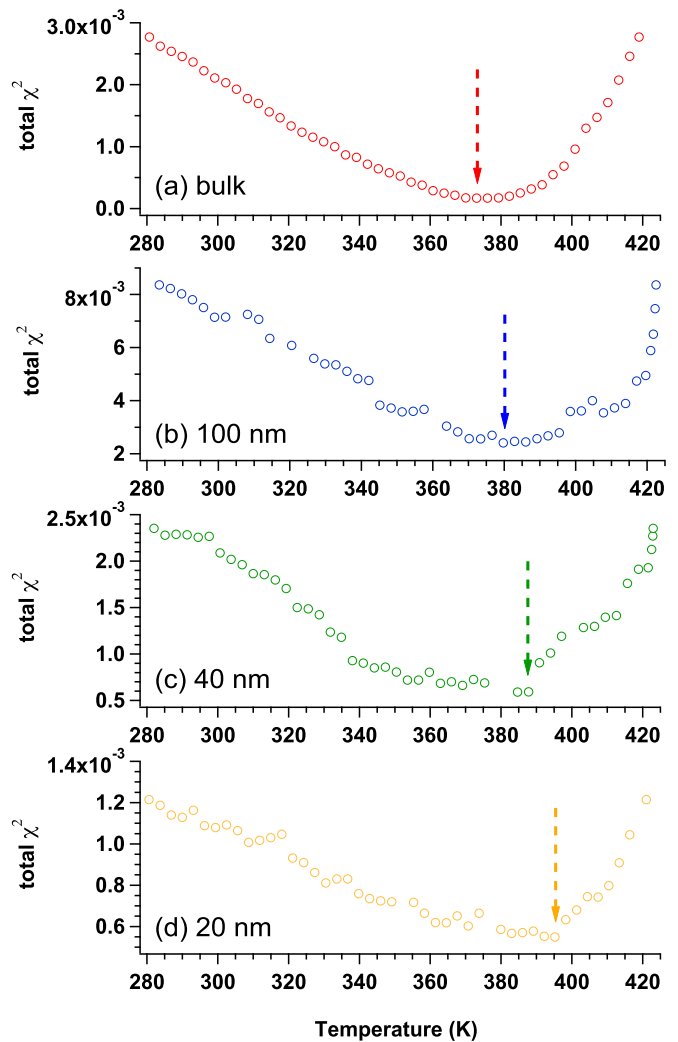 3.0x10⁻³
2.0
1.0
0.0
total χ²
(a) bulk
280 300 320 340 360 380 400 420
8x10⁻³
6
4
2
total χ²
(b) 100 nm
280 300 320 340 360 380 400 420
2.5x10⁻³
2.0
1.5
1.0
0.5
total χ²
(c) 40 nm
280 300 320 340 360 380 400 420
1.4x10⁻³
1.2
1.0
0.8
0.6
total χ²
(d) 20 nm
280 300 320 340 360 380 400 420
Temperature (K)